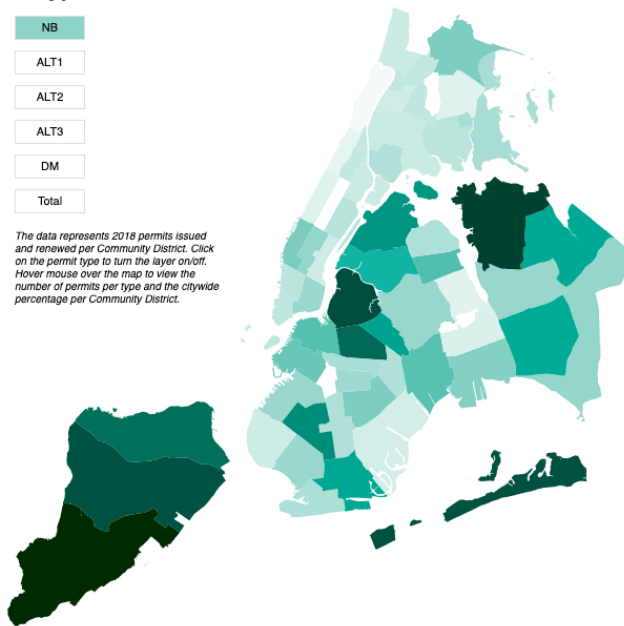 NB
ALT1
ALT2
ALT3
DM
Total
The data represents 2018 permits issued
and renewed per Community District. Click
on the permit type to turn the layer on/off.
Hover mouse over the map to view the
number of permits per type and the citywide
percentage per Community District.